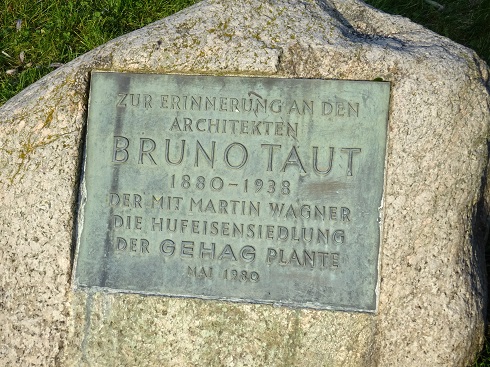 ZUR ERINNERUNG AN DEN
ARCHITEKTEN
BRUNO TAUT
1880-1938
DER MIT MARTIN WAGNER
DIE HUFEISENSIEDLUNG
DER GEHAG PLANTE
MAI 1980